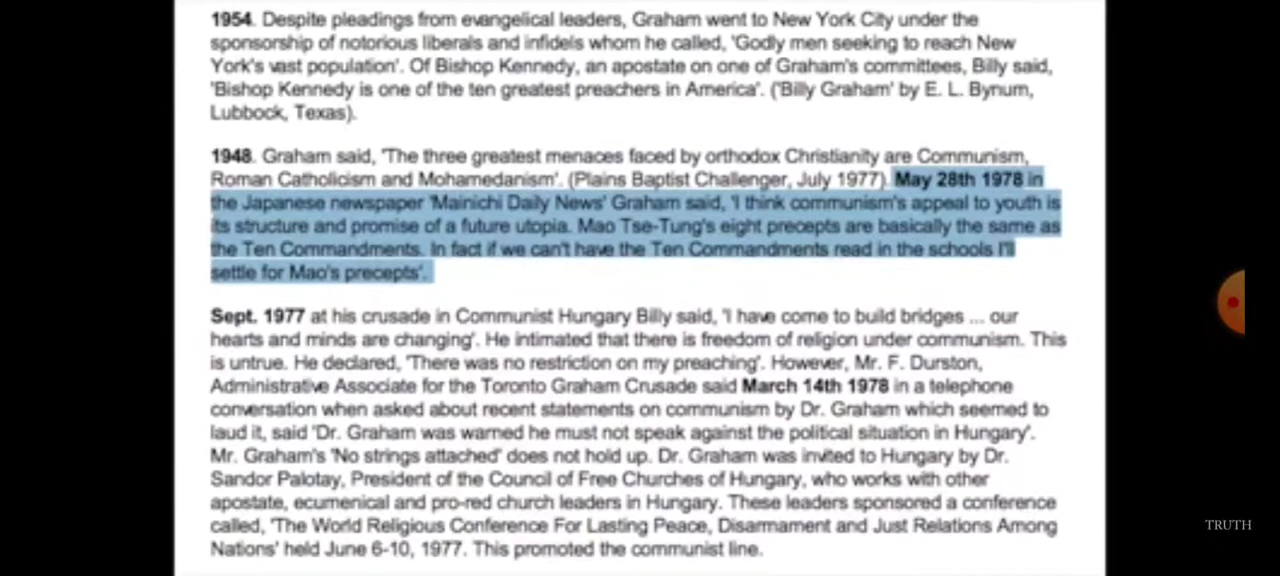 1954. Despite pleadings from evangelical leaders, Graham went to New York City under the
sponsorship of notorious liberals and infidels whom he called, 'Godly men seeking to reach New
York's vast population'. Of Bishop Kennedy, an apostate on one of Graham's committees, Billy said,
'Bishop Kennedy is one of the ten greatest preachers in America'. ('Billy Graham' by E. L. Bynum,
Lubbock, Texas).
1948. Graham said, 'The three greatest menaces faced by orthodox Christianity are Communism,
Roman Catholicism and Mohamedanism'. (Plains Baptist Challenger, July 1977). May 28th 1978 in
the Japanese newspaper 'Mainichi Daily News' Graham said, 'I think communism's appeal to youth is
its structure and promise of a future utopia. Mao Tse-Tung's eight precepts are basically the same as
the Ten Commandments. In fact if we can't have the Ten Commandments read in the schools I'll
settle for Mao's precepts'.
Sept. 1977 at his crusade in Communist Hungary Billy said, 'I have come to build bridges ... our
hearts and minds are changing'. He intimated that there is freedom of religion under communism. This
is untrue. He declared, 'There was no restriction on my preaching'. However, Mr. F. Durston,
Administrative Associate for the Toronto Graham Crusade said March 14th 1978 in a telephone
conversation when asked about recent statements on communism by Dr. Graham which seemed to
laud it, said 'Dr. Graham was warned he must not speak against the political situation in Hungary'.
Mr. Graham's 'No strings attached' does not hold up. Dr. Graham was invited to Hungary by Dr.
Sandor Palotay, President of the Council of Free Churches of Hungary, who works with other
apostate, ecumenical and pro-red church leaders in Hungary. These leaders sponsored a conference
called, 'The World Religious Conference For Lasting Peace, Disarmament and Just Relations Among
Nations' held June 6-10, 1977. This promoted the communist line.
TRUTH